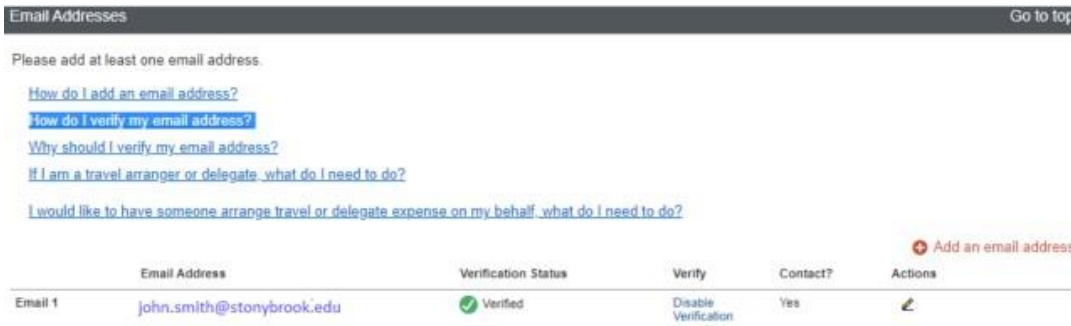 Email Addresses Go to top
Please add at least one email address.
How do I add an email address?
How do I verify my email address?
Why should I verify my email address?
If I am a travel arranger or delegate, what do I need to do?
I would like to have someone arrange travel or delegate expense on my behalf, what do I need to do?
Add an email address
Email Address Verification Status Verify Contact? Actions
Email 1 john.smith@stonybrook.edu Verified Disable Yes
Verification